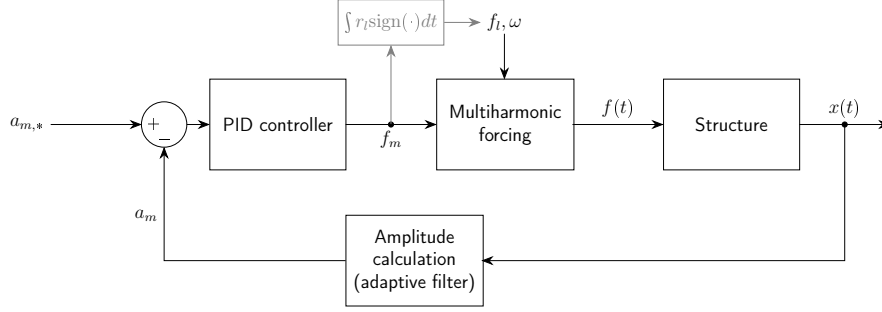 ∫ r_l sign(·)dt
f_l, ω
a_{m,*}
+
−
PID controller
f_m
Multiharmonic
forcing
f(t)
Structure
x(t)
a_m
Amplitude
calculation
(adaptive filter)